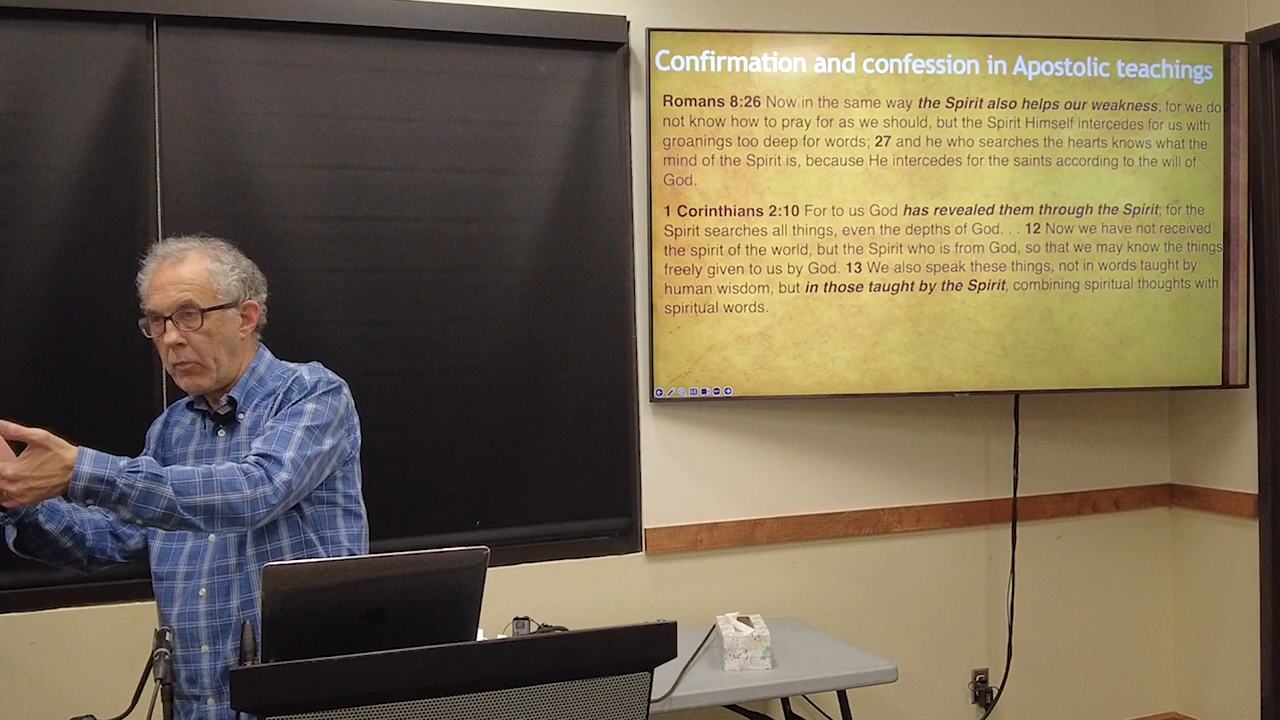 Confirmation and confession in Apostolic teachings
Romans 8:26 Now in the same way the Spirit also helps our weakness; for we do
not know how to pray for as we should, but the Spirit Himself intercedes for us with
groanings too deep for words; 27 and he who searches the hearts knows what the
mind of the Spirit is, because He intercedes for the saints according to the will of
God.
1 Corinthians 2:10 For to us God has revealed them through the Spirit; for the
Spirit searches all things, even the depths of God. . . 12 Now we have not received
the spirit of the world, but the Spirit who is from God, so that we may know the things
freely given to us by God. 13 We also speak these things, not in words taught by
human wisdom, but in those taught by the Spirit, combining spiritual thoughts with
spiritual words.